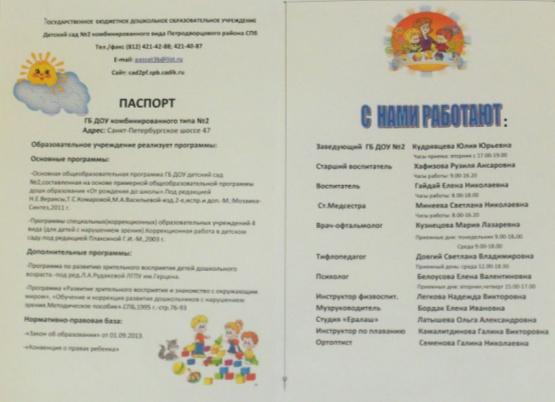 ГОСУДАРСТВЕННОЕ БЮДЖЕТНОЕ ДОШКОЛЬНОЕ ОБРАЗОВАТЕЛЬНОЕ УЧРЕЖДЕНИЕ
Детский сад №2 комбинированного вида Петродворцового района СПб
Тел./факс (812) 421-42-88; 421-40-87
E-mail:
Сайт: cad2pf.spb.cadik.ru
ПАСПОРТ
ГБ ДОУ комбинированного типа №2
Адрес: Санкт-Петербургское шоссе 47
Образовательное учреждение реализует программы:
Основные программы:
-Основная общеобразовательная программа ГБ ДОУ детский сад
№2,составленная на основе примерной общеобразовательной программы
дошк образования «От рождения до школы».Под редакцией
Н.Е.Вераксы,Т.С.Комаровой,М.А.Васильевой-изд.2-е,испр.и доп.-М.,Мозаика-
Синтез,2011 г.
-Программы специальных(коррекционных) образовательных учреждений 4
вида (для детей с нарушением зрения).Коррекционная работа в детском
саду под редакцией Плаксиной Г.И.-М.,2003 г.
Дополнительные программы:
-Программа по развитию зрительного восприятия детей дошкольного
возраста.-под ред.Л.А.Рудаковой ЛГПУ им.Герцена.
-Программа «Развитие зрительного восприятия и знакомство с окружающим
миром», «Обучение и коррекция развития дошкольников с нарушением
зрения.Методическое пособие».СПБ,1995 г.-стр.76-93
Нормативно-правовая база:
-«Закон об образовании» от 01.09.2013.
-«Конвенция о правах ребенка»
С НАМИ РАБОТАЮТ:
Заведующий ГБ ДОУ №2 Кудрявцева Юлия Юрьевна
Часы приема: вторник с 17.00-19.00
Старший воспитатель Хафизова Рузиля Ансаровна
Часы работы: 9.00-16.20
Воспитатель Гайдай Елена Николаевна
Часы работы: 8.00-18.00
Ст.Медсестра Минеева Светлана Николаевна
Часы работы: 8.00-16.20
Врач-офтальмолог Кузнецова Мария Лазаревна
Приемные дни: понедельник 9.00-18.00,
Среда 9.00-18.00
Тифлопедагог Довгий Светлана Владимировна
Приемный день: среда 12.00-18.30
Психолог Белоусова Елена Валентиновна
Приемные дни: вторник,четверг 15.00-17.00
Инструктор физвоспит. Легкова Надежда Викторовна
Музруководитель Бордак Елена Ивановна
Студия «Ералаш» Латышева Ольга Александровна
Инструктор по плаванию Камалитдинова Галина Викторовна
Ортоптист Семенова Галина Николаевна